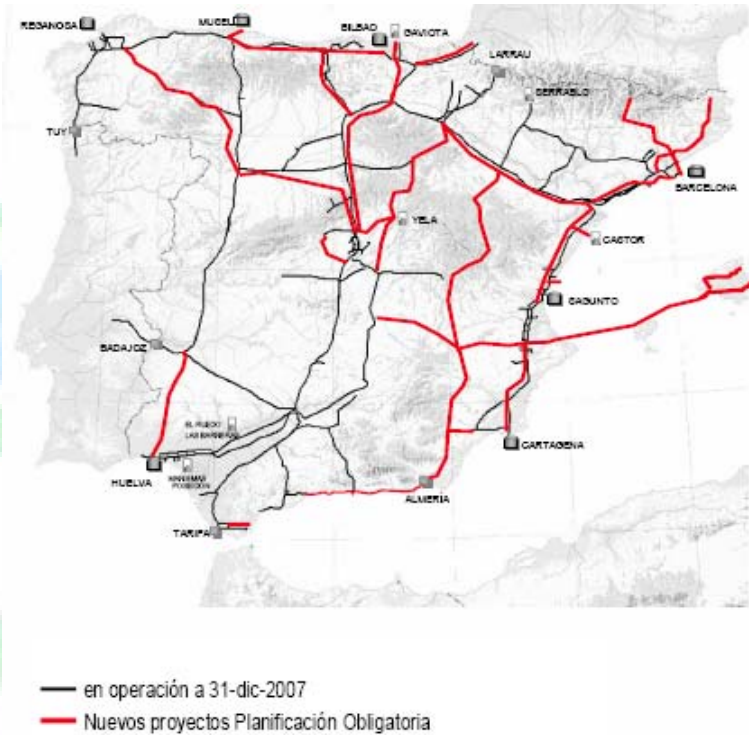 REGANOSA
MUSEL
BILBAO
GAVIOTA
LARRAU
SERRABLO
TUY
BARCELONA
YELA
CASTOR
SAGUNTO
BADAJOZ
EL RUEDO
LAS BARRERAS
CARTAGENA
HUELVA
MARISMAS
POSEIDON
ALMERÍA
TARIFA
en operación a 31-dic-2007
Nuevos proyectos Planificación Obligatoria